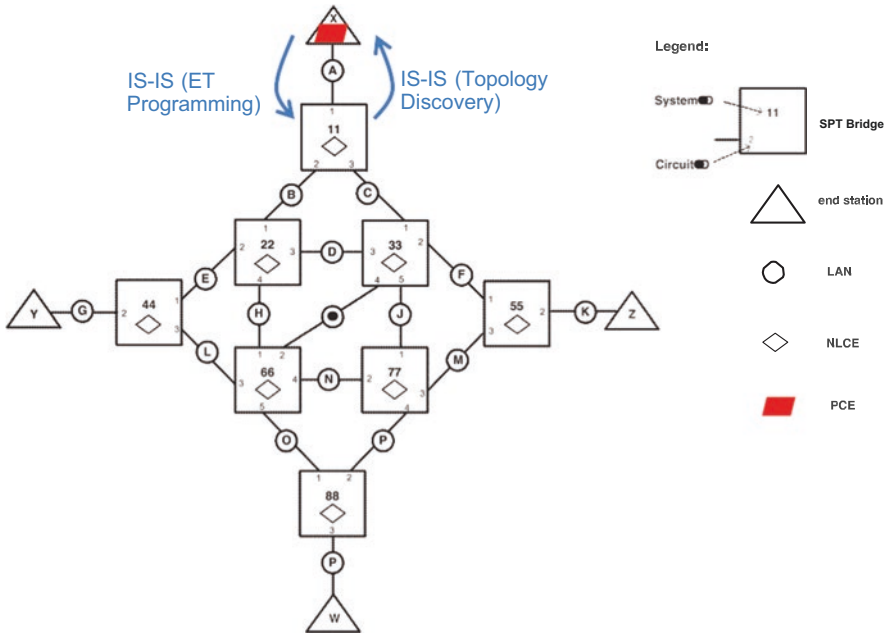 X
IS-IS (ET
Programming)
IS-IS (Topology
Discovery)
A
1
11
2 3
B C
1
22
2 3
4
D
1
33
3 2
4 5
E F
Y G
44
1
2
3
55
1
2
3
K Z
H J
L M
1 2
66
3 4
5
N
1
77
2 3
4
O P
1 2
88
3
P
W
Legend:
System
11
2
Circuit
SPT Bridge
end station
LAN
NLCE
PCE